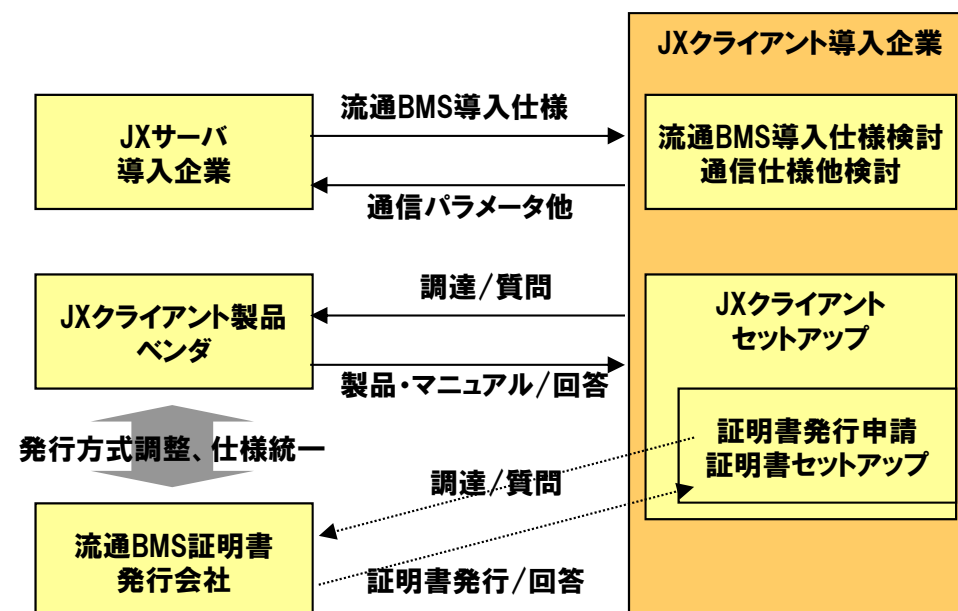 JXクライアント導入企業
流通BMS導入仕様
JXサーバ
導入企業
流通BMS導入仕様検討
通信仕様他検討
通信パラメータ他
調達/質問
JXクライアント製品
ベンダ
JXクライアント
セットアップ
製品・マニュアル/回答
発行方式調整、仕様統一
証明書発行申請
証明書セットアップ
調達/質問
流通BMS証明書
発行会社
証明書発行/回答